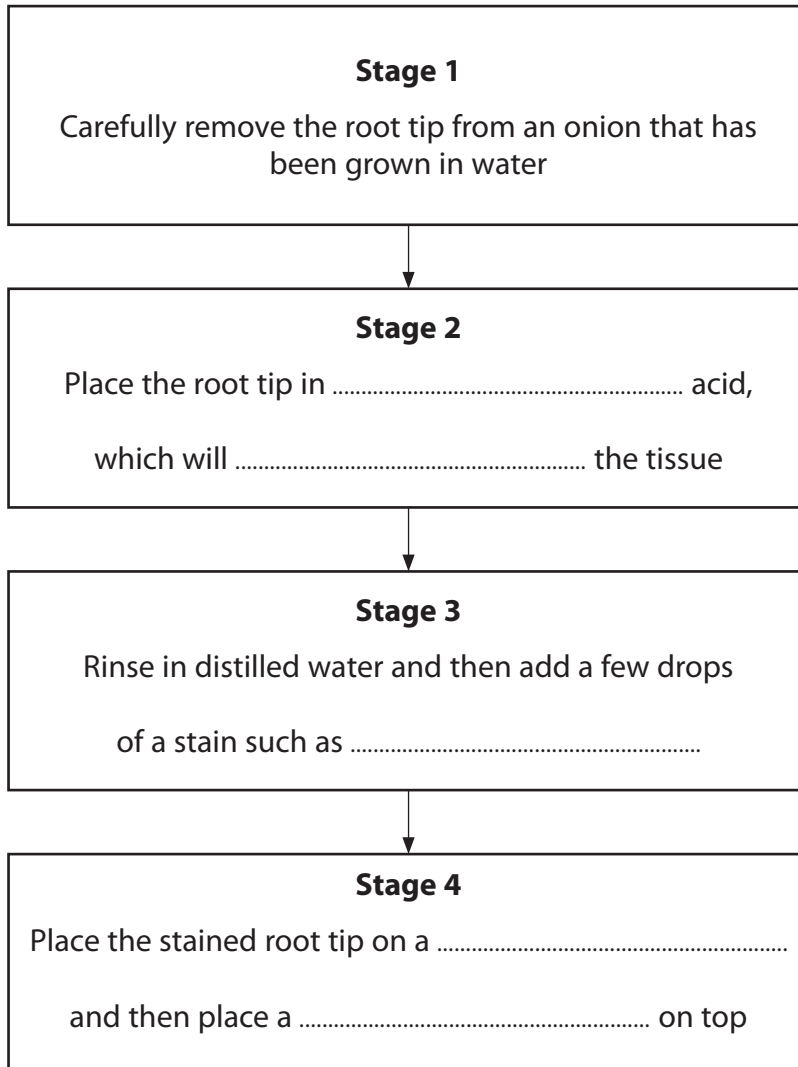 Stage 1
Carefully remove the root tip from an onion that has
been grown in water
Stage 2
Place the root tip in ............................................................. acid,
which will ............................................................. the tissue
Stage 3
Rinse in distilled water and then add a few drops
of a stain such as .............................................................
Stage 4
Place the stained root tip on a .............................................................
and then place a ............................................................. on top